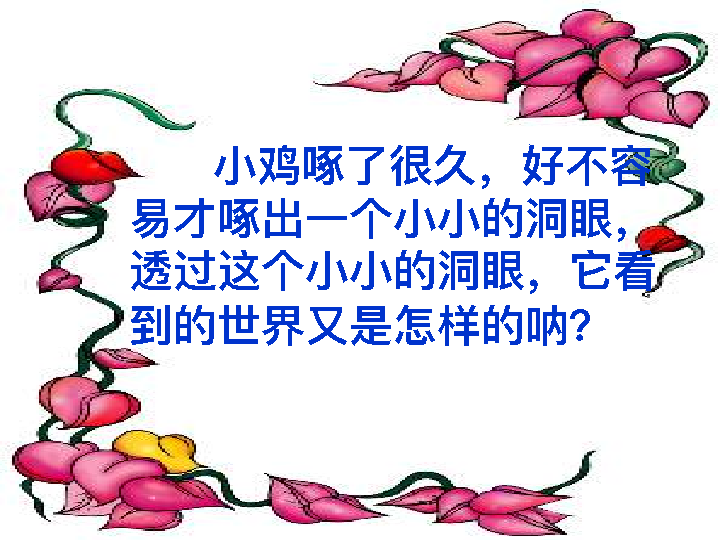 小鸡啄了很久，好不容
易才啄出一个小小的洞眼，
透过这个小小的洞眼，它看
到的世界又是怎样的呐？